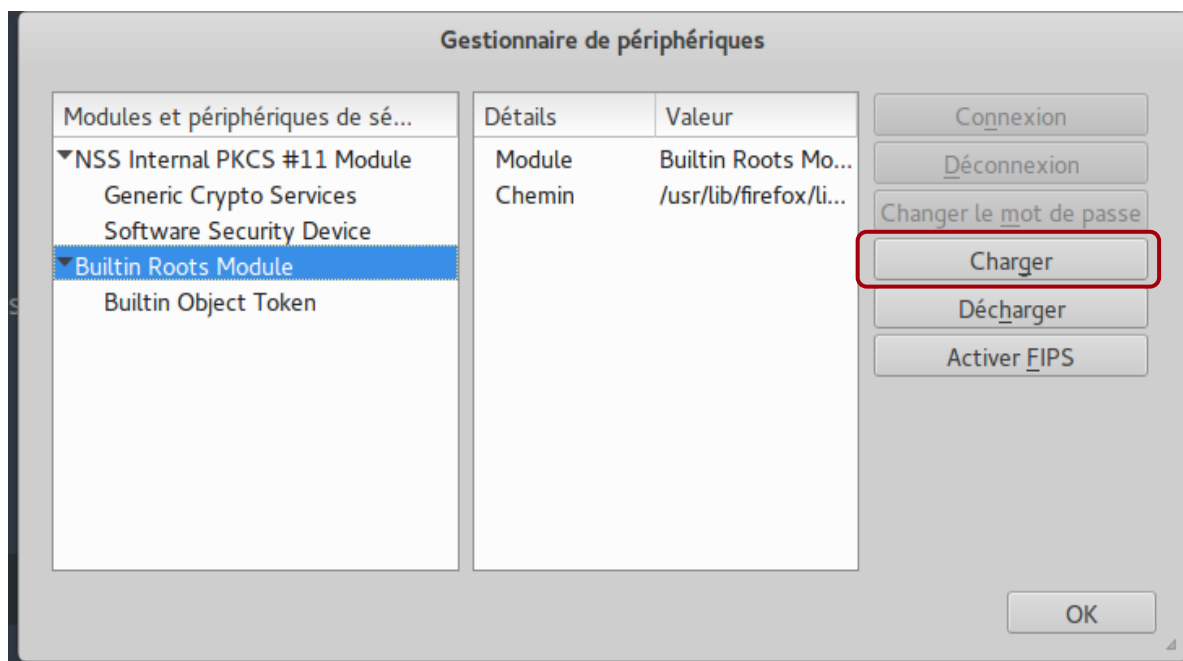 Gestionnaire de périphériques
Modules et périphériques de sé...
Détails
Valeur
▼NSS Internal PKCS #11 Module
Generic Crypto Services
Software Security Device
▼Builtin Roots Module
Builtin Object Token
Module
Builtin Roots Mo...
Chemin
/usr/lib/firefox/li...
Connexion
Déconnexion
Changer le mot de passe
Charger
Décharger
Activer FIPS
OK